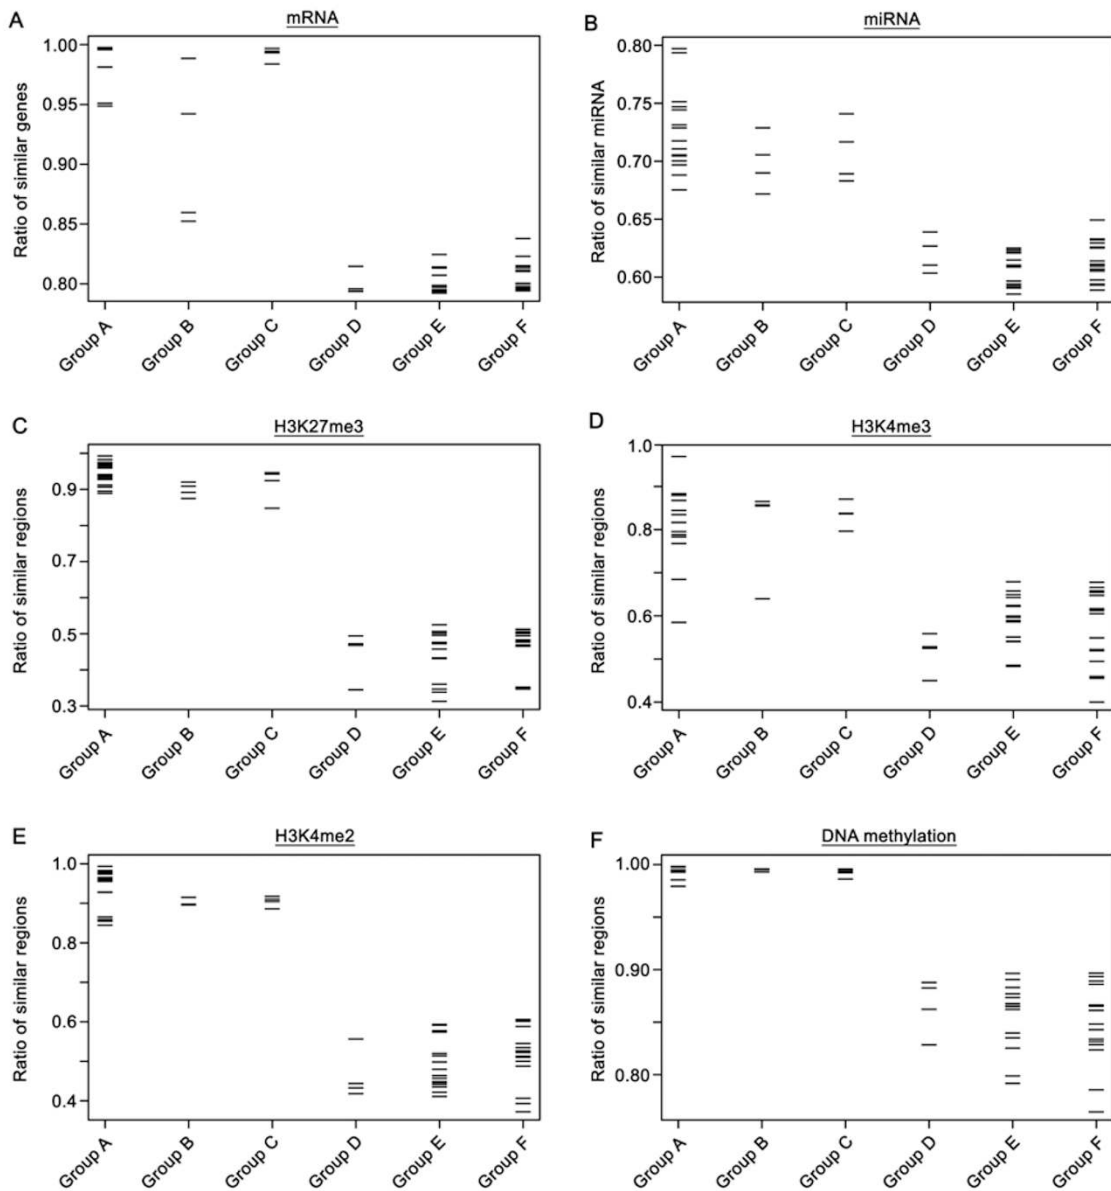 A
mRNA
Ratio of similar genes
1.00
0.95
0.90
0.85
0.80
Group A
Group B
Group C
Group D
Group E
Group F
B
miRNA
Ratio of similar miRNA
0.80
0.75
0.70
0.65
0.60
Group A
Group B
Group C
Group D
Group E
Group F
C
H3K27me3
Ratio of similar regions
0.9
0.7
0.5
0.3
Group A
Group B
Group C
Group D
Group E
Group F
D
H3K4me3
Ratio of similar regions
1.0
0.8
0.6
0.4
Group A
Group B
Group C
Group D
Group E
Group F
E
H3K4me2
Ratio of similar regions
1.0
0.8
0.6
0.4
Group A
Group B
Group C
Group D
Group E
Group F
F
DNA methylation
Ratio of similar regions
1.00
0.90
0.80
Group A
Group B
Group C
Group D
Group E
Group F